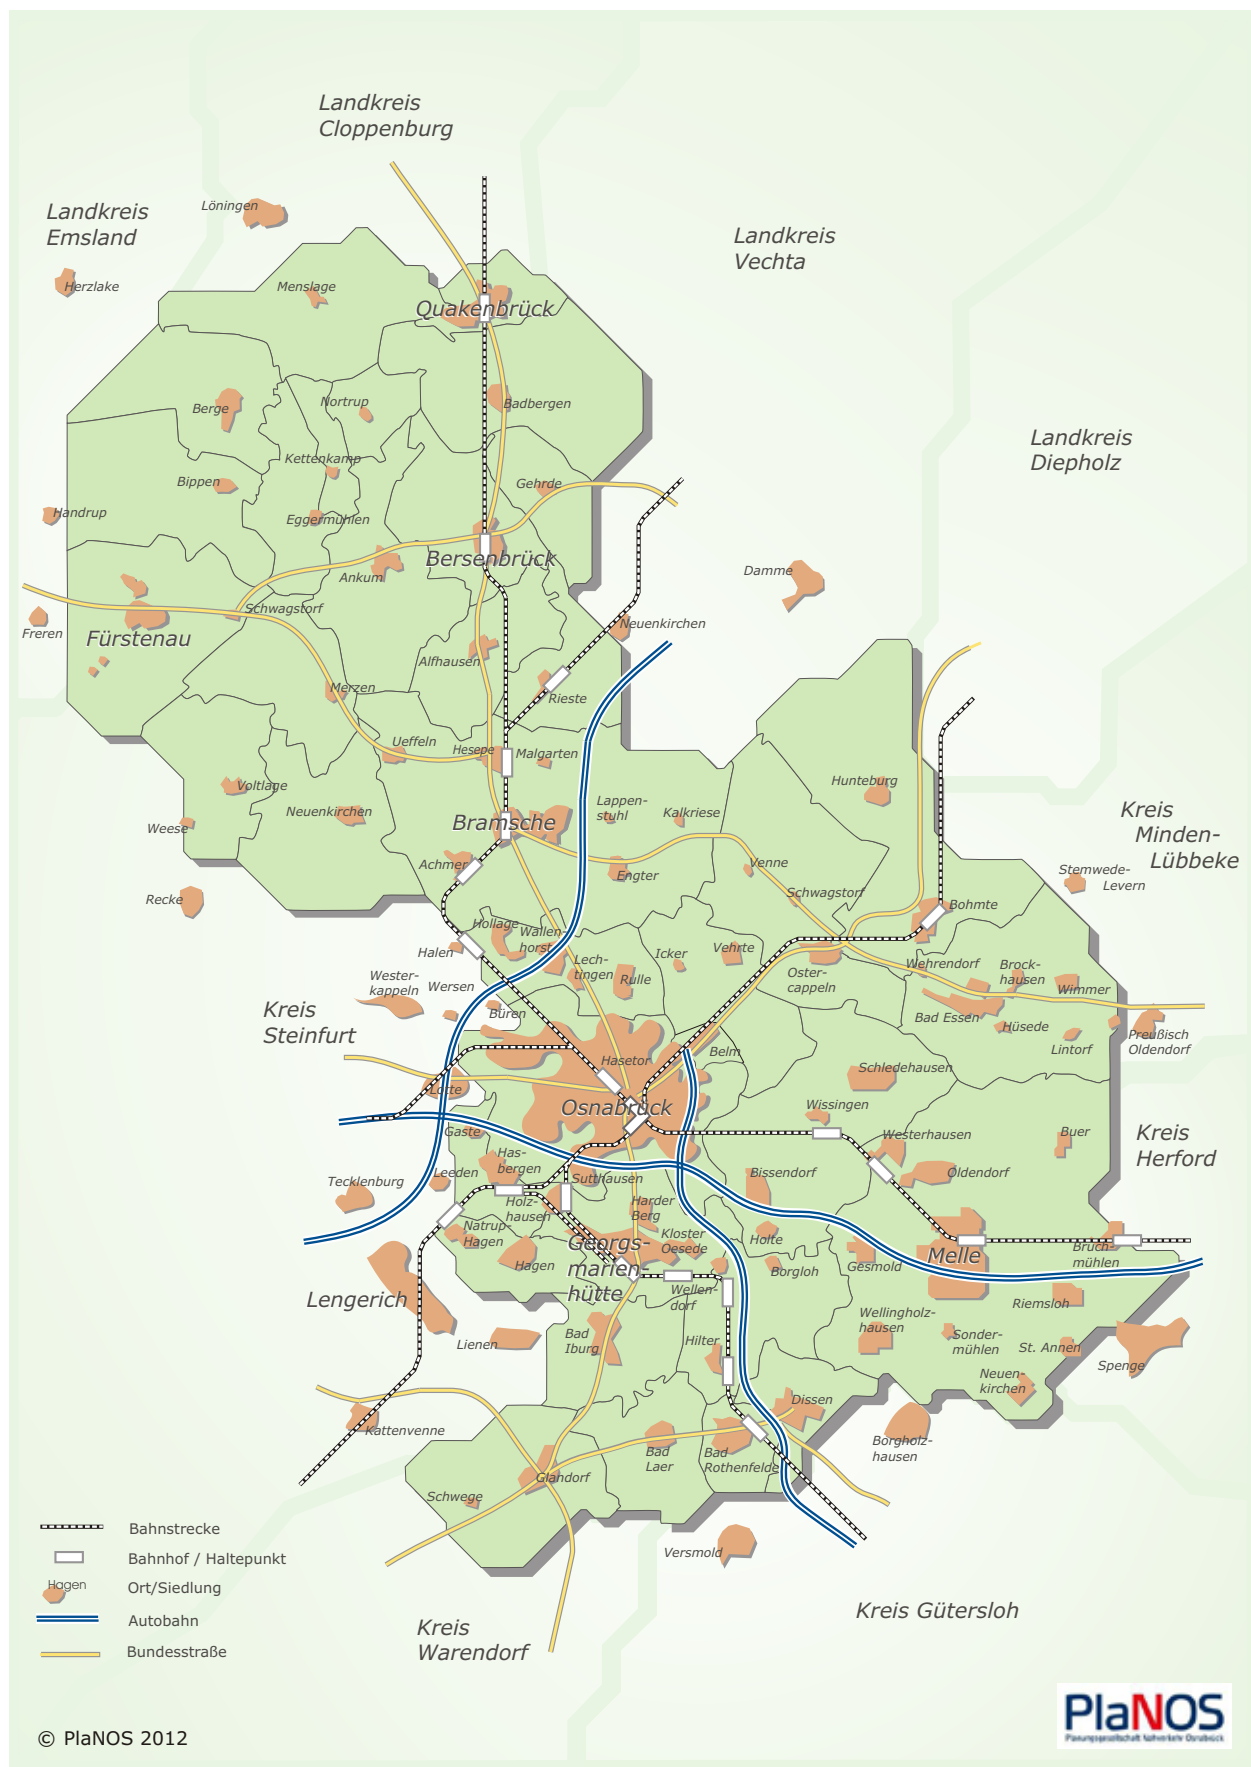 Landkreis
Cloppenburg
Landkreis
Emsland
Löningen
Landkreis
Vechta
Herzlake
Menslage
Quakenbrück
Berge
Nortrup
Badbergen
Landkreis
Diepholz
Kettenkamp
Bippen
Gehrde
Handrup
Eggermühlen
Bersenbrück
Ankum
Damme
Schwagstorf
Freren
Fürstenau
Neuenkirchen
Alfhausen
Merzen
Rieste
Ueffeln
Hesepe
Malgarten
Voltlage
Neuenkirchen
Hunteburg
Lappen-
stuhl
Kalkriese
Kreis
Minden-
Lübbeke
Weese
Bramsche
Achmer
Engter
Venne
Stemwede-
Levern
Recke
Schwagstorf
Bohmte
Hollage
Wallen-
horst
Halen
Lech-
tingen
Rulle
Icker
Vehrte
Oster-
cappeln
Wehrendorf
Brock-
hausen
Wimmer
Wester-
kappeln
Wersen
Büren
Kreis
Steinfurt
Bad Essen
Hüsede
Lintorf
Preußisch
Oldendorf
Hasetor
Belm
Schledehausen
Lotte
Osnabrück
Wissingen
Gaste
Westerhausen
Buer
Kreis
Herford
Has-
bergen
Leeden
Sutthausen
Bissendorf
Oldendorf
Tecklenburg
Holz-
hausen
Harder
Berg
Natrup-
Hagen
Kloster
Oesede
Holte
Georgs-
marien-
hütte
Hagen
Gesmold
Melle
Bruch-
mühlen
Borgloh
Lengerich
Wellen-
dorf
Riemsloh
Wellingholz-
hausen
Lienen
Bad
Iburg
Hilter
Sonder-
mühlen
St. Annen
Spenge
Neuen-
kirchen
Dissen
Kattenvenne
Borgholz-
hausen
Bad
Laer
Bad
Rothenfelde
Glandorf
Schwege
Versmold
Bahnstrecke
Bahnhof / Haltepunkt
Hagen
Ort/Siedlung
Autobahn
Bundesstraße
Kreis
Warendorf
Kreis Gütersloh
PlaNOS
Planungsgesellschaft Nahverkehr Osnabrück
© PlaNOS 2012